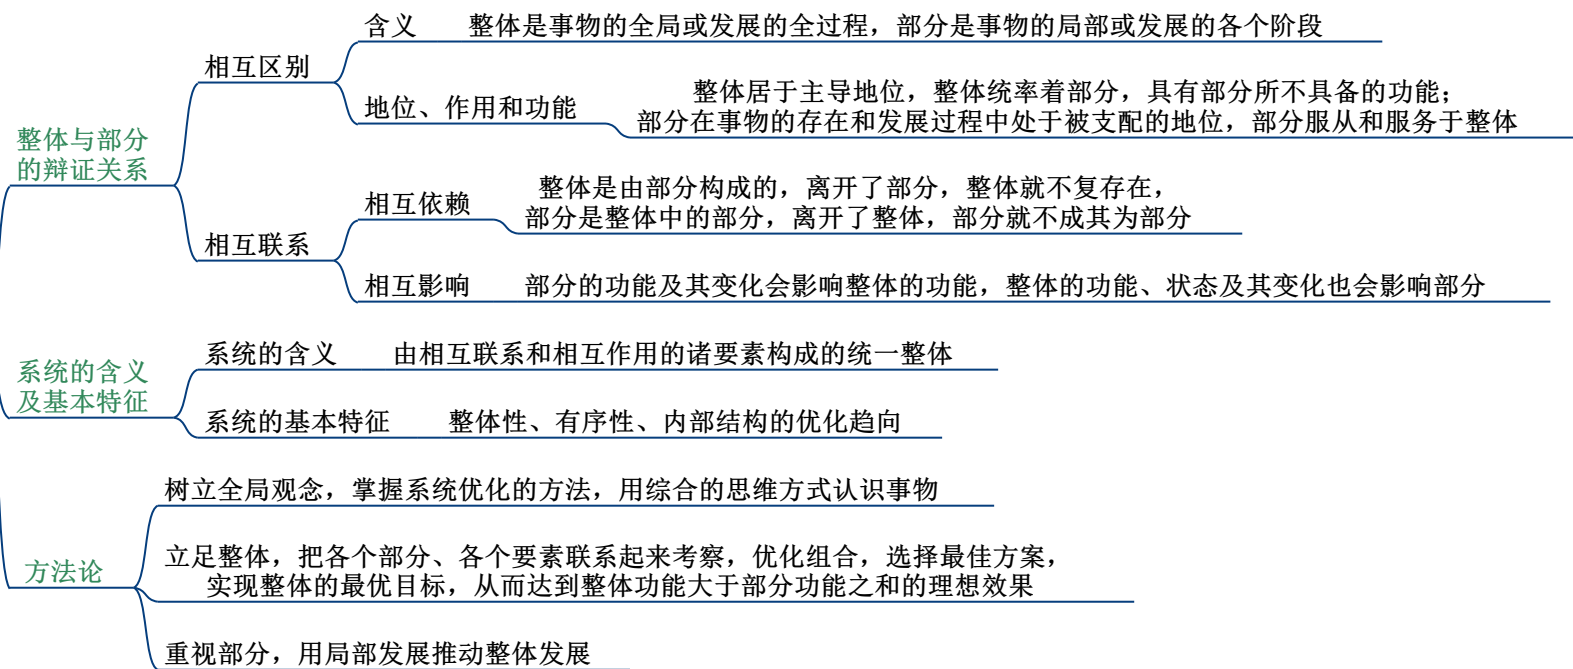 整体与部分
的辩证关系
相互区别
含义
整体是事物的全局或发展的全过程，部分是事物的局部或发展的各个阶段
地位、作用和功能
整体居于主导地位，整体统率着部分，具有部分所不具备的功能；
部分在事物的存在和发展过程中处于被支配的地位，部分服从和服务于整体
相互联系
相互依赖
整体是由部分构成的，离开了部分，整体就不复存在，
部分是整体中的部分，离开了整体，部分就不成其为部分
相互影响
部分的功能及其变化会影响整体的功能，整体的功能、状态及其变化也会影响部分
系统的含义
及基本特征
系统的含义
由相互联系和相互作用的诸要素构成的统一整体
系统的基本特征
整体性、有序性、内部结构的优化趋向
方法论
树立全局观念，掌握系统优化的方法，用综合的思维方式认识事物
立足整体，把各个部分、各个要素联系起来考察，优化组合，选择最佳方案，
实现整体的最优目标，从而达到整体功能大于部分功能之和的理想效果
重视部分，用局部发展推动整体发展